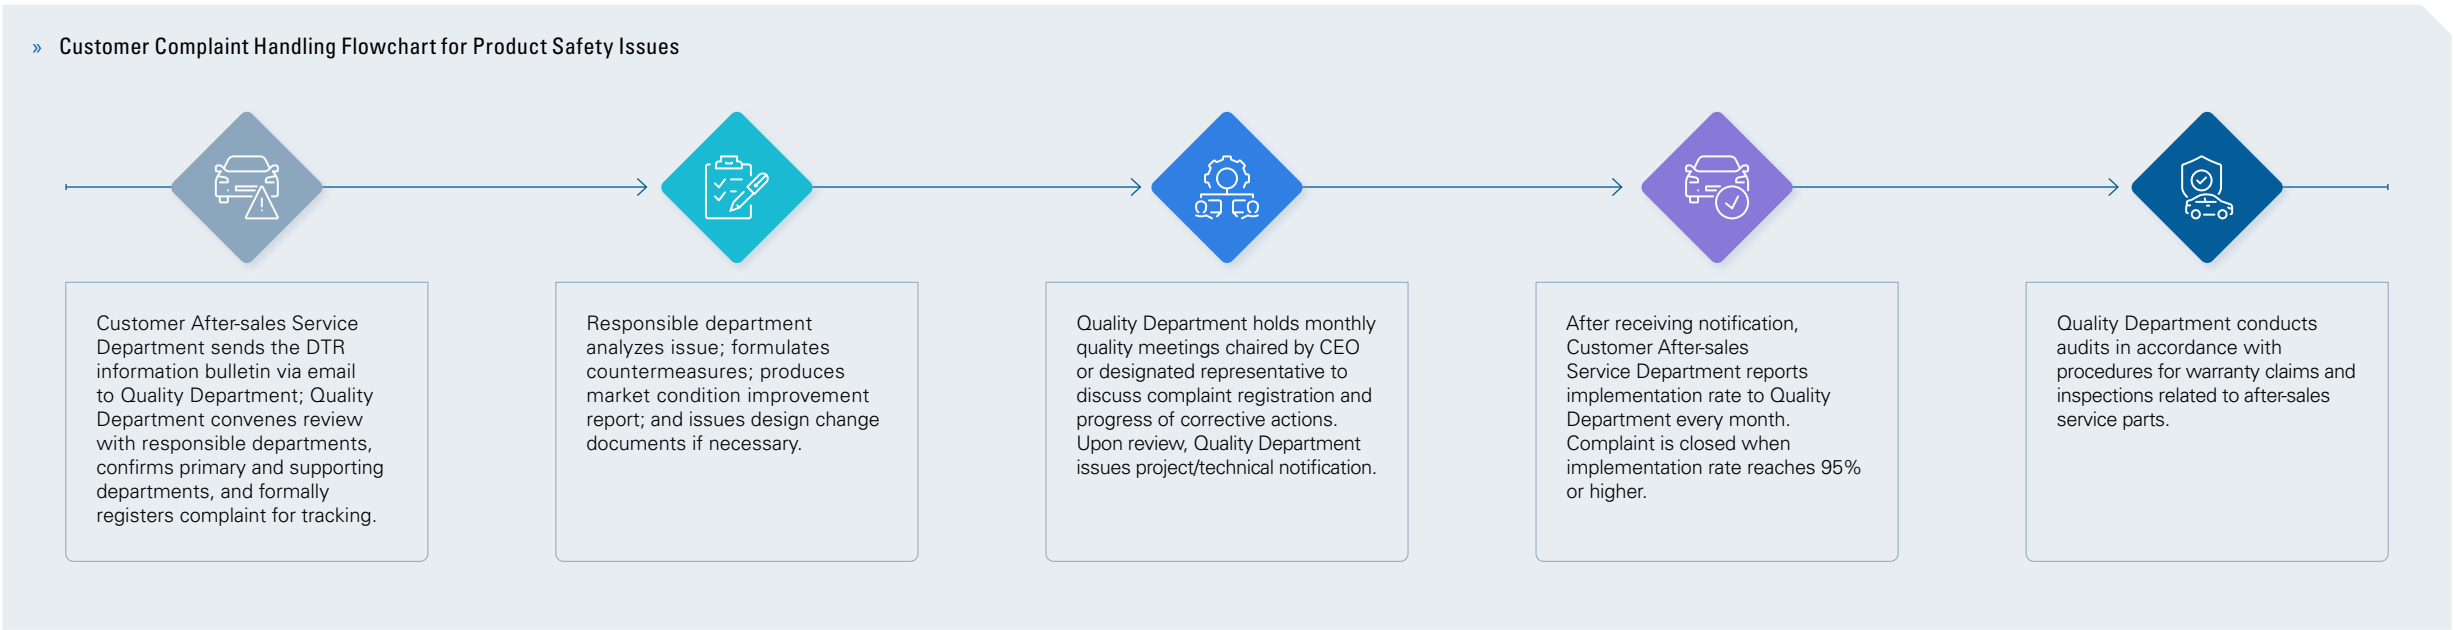 » Customer Complaint Handling Flowchart for Product Safety Issues
Customer After-sales Service
Department sends the DTR
information bulletin via email
to Quality Department; Quality
Department convenes review
with responsible departments,
confirms primary and supporting
departments, and formally
registers complaint for tracking.
Responsible department
analyzes issue; formulates
countermeasures; produces
market condition improvement
report; and issues design change
documents if necessary.
Quality Department holds monthly
quality meetings chaired by CEO
or designated representative to
discuss complaint registration and
progress of corrective actions.
Upon review, Quality Department
issues project/technical notification.
After receiving notification,
Customer After-sales
Service Department reports
implementation rate to Quality
Department every month.
Complaint is closed when
implementation rate reaches 95%
or higher.
Quality Department conducts
audits in accordance with
procedures for warranty claims and
inspections related to after-sales
service parts.